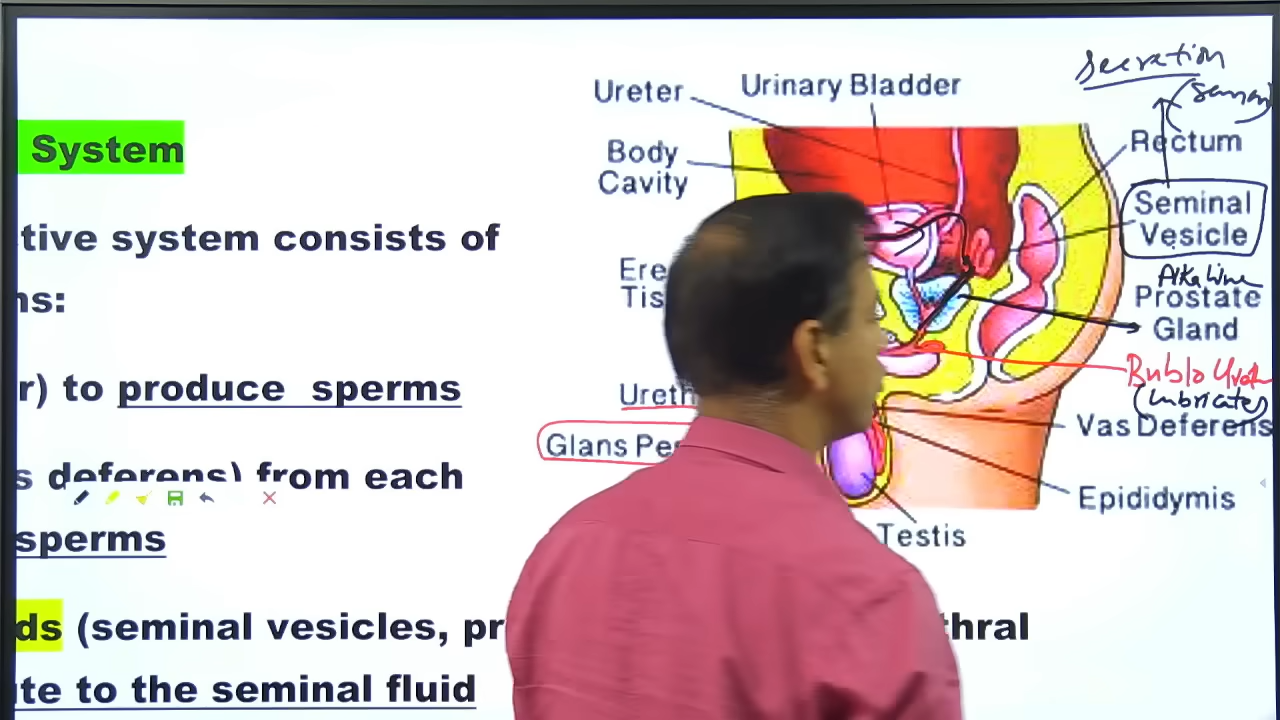 System
tive system consists of
ns:
r) to produce sperms
s deferens) from each
sperms
ds (seminal vesicles, pr
thral
te to the seminal fluid
secretion
Ureter
Urinary Bladder
Body
Cavity
Rectum
Seminal
Vesicle
Alkaline
Prostate
Gland
Ere
Tis
Ureth
Glans Pe
(lubricates)
Vas Deferens
Epididymis
Testis